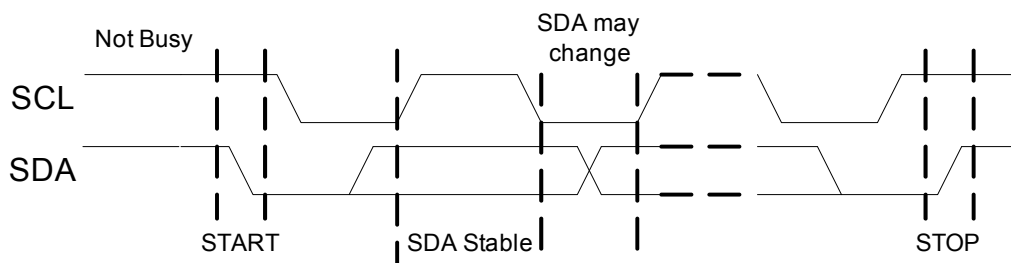 Not Busy
SDA may
change
SCL
SDA
START
SDA Stable
STOP